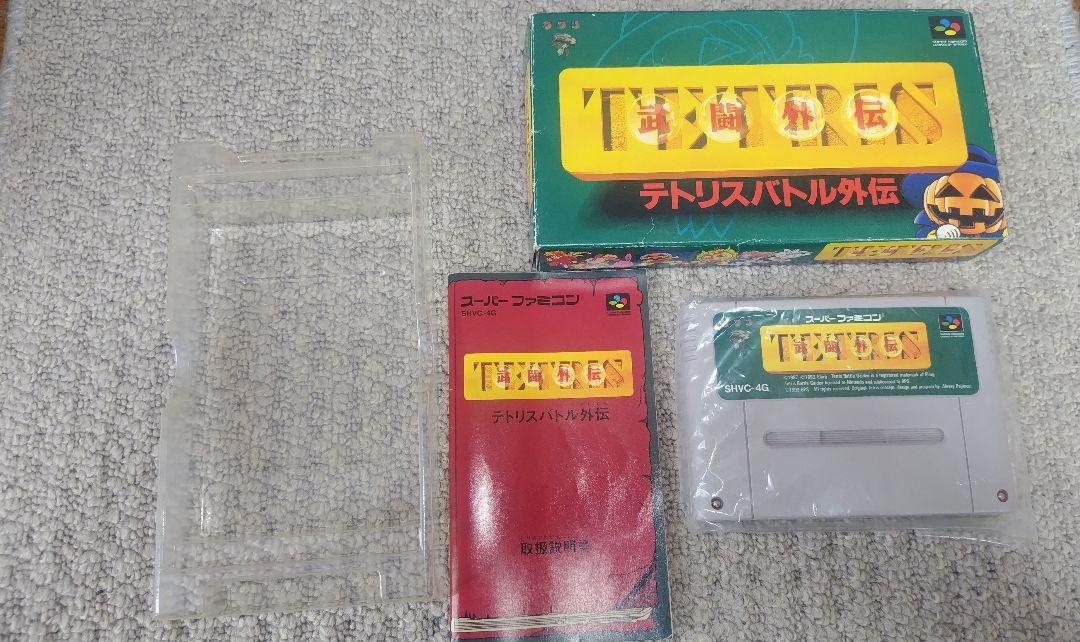 SUPER FAMICOM
TETRIS
武闘外伝
テトリスバトル外伝
TETRIS
スーパーファミコン
SHVC-4G
TETRIS
武闘外伝
テトリスバトル外伝
取扱説明書
スーパーファミコン
TETRIS
武闘外伝
SHVC-4G